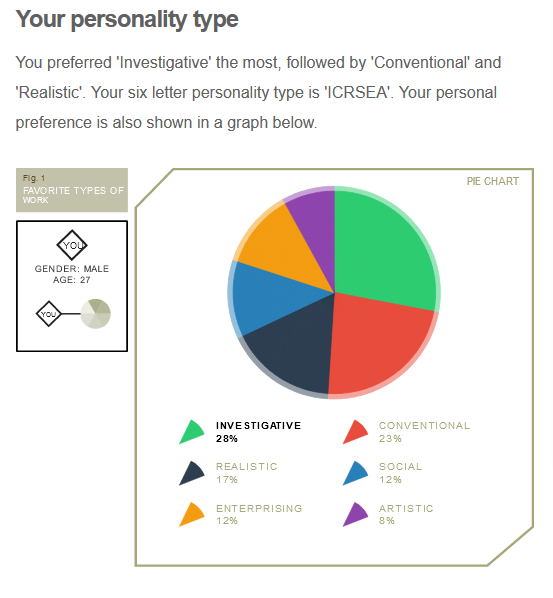 Your personality type
You preferred 'Investigative' the most, followed by 'Conventional' and
'Realistic'. Your six letter personality type is 'ICRSEA'. Your personal
preference is also shown in a graph below.
Fig. 1
FAVORITE TYPES OF
WORK
YOU
GENDER: MALE
AGE: 27
YOU
PIE CHART
INVESTIGATIVE
28%
CONVENTIONAL
23%
REALISTIC
17%
SOCIAL
12%
ENTERPRISING
12%
ARTISTIC
8%